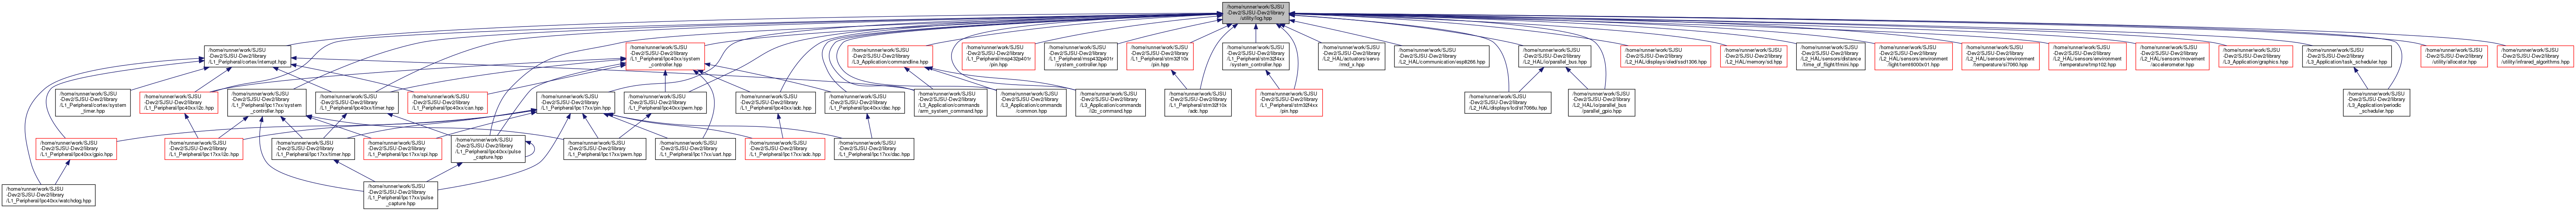 /home/runner/work/SJSU
-Dev2/SJSU-Dev2/library
/utility/log.hpp
/home/runner/work/SJSU
-Dev2/SJSU-Dev2/library
/L1_Peripheral/cortex/interrupt.hpp
/home/runner/work/SJSU
-Dev2/SJSU-Dev2/library
/L1_Peripheral/lpc40xx/system
_controller.hpp
/home/runner/work/SJSU
-Dev2/SJSU-Dev2/library
/L3_Application/commandline.hpp
/home/runner/work/SJSU
-Dev2/SJSU-Dev2/library
/L1_Peripheral/msp432p401r
/pin.hpp
/home/runner/work/SJSU
-Dev2/SJSU-Dev2/library
/L1_Peripheral/msp432p401r
/system_controller.hpp
/home/runner/work/SJSU
-Dev2/SJSU-Dev2/library
/L1_Peripheral/stm32f10x
/pin.hpp
/home/runner/work/SJSU
-Dev2/SJSU-Dev2/library
/L1_Peripheral/stm32f4xx
/system_controller.hpp
/home/runner/work/SJSU
-Dev2/SJSU-Dev2/library
/L2_HAL/actuators/servo
/rmd_x.hpp
/home/runner/work/SJSU
-Dev2/SJSU-Dev2/library
/L2_HAL/communication/esp8266.hpp
/home/runner/work/SJSU
-Dev2/SJSU-Dev2/library
/L2_HAL/io/parallel_bus.hpp
/home/runner/work/SJSU
-Dev2/SJSU-Dev2/library
/L2_HAL/displays/oled/ssd1306.hpp
/home/runner/work/SJSU
-Dev2/SJSU-Dev2/library
/L2_HAL/memory/sd.hpp
/home/runner/work/SJSU
-Dev2/SJSU-Dev2/library
/L2_HAL/sensors/distance
/time_of_flight/tfmini.hpp
/home/runner/work/SJSU
-Dev2/SJSU-Dev2/library
/L2_HAL/sensors/environment
/light/temt6000x01.hpp
/home/runner/work/SJSU
-Dev2/SJSU-Dev2/library
/L2_HAL/sensors/environment
/temperature/si7060.hpp
/home/runner/work/SJSU
-Dev2/SJSU-Dev2/library
/L2_HAL/sensors/environment
/temperature/tmp102.hpp
/home/runner/work/SJSU
-Dev2/SJSU-Dev2/library
/L2_HAL/sensors/movement
/accelerometer.hpp
/home/runner/work/SJSU
-Dev2/SJSU-Dev2/library
/L3_Application/graphics.hpp
/home/runner/work/SJSU
-Dev2/SJSU-Dev2/library
/L3_Application/task_scheduler.hpp
/home/runner/work/SJSU
-Dev2/SJSU-Dev2/library
/utility/allocator.hpp
/home/runner/work/SJSU
-Dev2/SJSU-Dev2/library
/utility/infrared_algorithms.hpp
/home/runner/work/SJSU
-Dev2/SJSU-Dev2/library
/L1_Peripheral/cortex/system
_timer.hpp
/home/runner/work/SJSU
-Dev2/SJSU-Dev2/library
/L1_Peripheral/lpc40xx/i2c.hpp
/home/runner/work/SJSU
-Dev2/SJSU-Dev2/library
/L1_Peripheral/lpc17xx/system
_controller.hpp
/home/runner/work/SJSU
-Dev2/SJSU-Dev2/library
/L1_Peripheral/lpc40xx/timer.hpp
/home/runner/work/SJSU
-Dev2/SJSU-Dev2/library
/L1_Peripheral/lpc40xx/can.hpp
/home/runner/work/SJSU
-Dev2/SJSU-Dev2/library
/L1_Peripheral/lpc17xx/pin.hpp
/home/runner/work/SJSU
-Dev2/SJSU-Dev2/library
/L1_Peripheral/lpc40xx/pwm.hpp
/home/runner/work/SJSU
-Dev2/SJSU-Dev2/library
/L1_Peripheral/lpc40xx/adc.hpp
/home/runner/work/SJSU
-Dev2/SJSU-Dev2/library
/L1_Peripheral/lpc40xx/dac.hpp
/home/runner/work/SJSU
-Dev2/SJSU-Dev2/library
/L3_Application/commands
/arm_system_command.hpp
/home/runner/work/SJSU
-Dev2/SJSU-Dev2/library
/L3_Application/commands
/common.hpp
/home/runner/work/SJSU
-Dev2/SJSU-Dev2/library
/L3_Application/commands
/i2c_command.hpp
/home/runner/work/SJSU
-Dev2/SJSU-Dev2/library
/L1_Peripheral/stm32f10x
/adc.hpp
/home/runner/work/SJSU
-Dev2/SJSU-Dev2/library
/L1_Peripheral/stm32f4xx
/pin.hpp
/home/runner/work/SJSU
-Dev2/SJSU-Dev2/library
/L2_HAL/displays/lcd/st7066u.hpp
/home/runner/work/SJSU
-Dev2/SJSU-Dev2/library
/L2_HAL/io/parallel_bus
/parallel_gpio.hpp
/home/runner/work/SJSU
-Dev2/SJSU-Dev2/library
/L3_Application/periodic
_scheduler.hpp
/home/runner/work/SJSU
-Dev2/SJSU-Dev2/library
/L1_Peripheral/lpc40xx/gpio.hpp
/home/runner/work/SJSU
-Dev2/SJSU-Dev2/library
/L1_Peripheral/lpc17xx/i2c.hpp
/home/runner/work/SJSU
-Dev2/SJSU-Dev2/library
/L1_Peripheral/lpc17xx/timer.hpp
/home/runner/work/SJSU
-Dev2/SJSU-Dev2/library
/L1_Peripheral/lpc17xx/spi.hpp
/home/runner/work/SJSU
-Dev2/SJSU-Dev2/library
/L1_Peripheral/lpc40xx/pulse
_capture.hpp
/home/runner/work/SJSU
-Dev2/SJSU-Dev2/library
/L1_Peripheral/lpc17xx/pwm.hpp
/home/runner/work/SJSU
-Dev2/SJSU-Dev2/library
/L1_Peripheral/lpc17xx/uart.hpp
/home/runner/work/SJSU
-Dev2/SJSU-Dev2/library
/L1_Peripheral/lpc17xx/adc.hpp
/home/runner/work/SJSU
-Dev2/SJSU-Dev2/library
/L1_Peripheral/lpc17xx/dac.hpp
/home/runner/work/SJSU
-Dev2/SJSU-Dev2/library
/L1_Peripheral/lpc40xx/watchdog.hpp
/home/runner/work/SJSU
-Dev2/SJSU-Dev2/library
/L1_Peripheral/lpc17xx/pulse
_capture.hpp